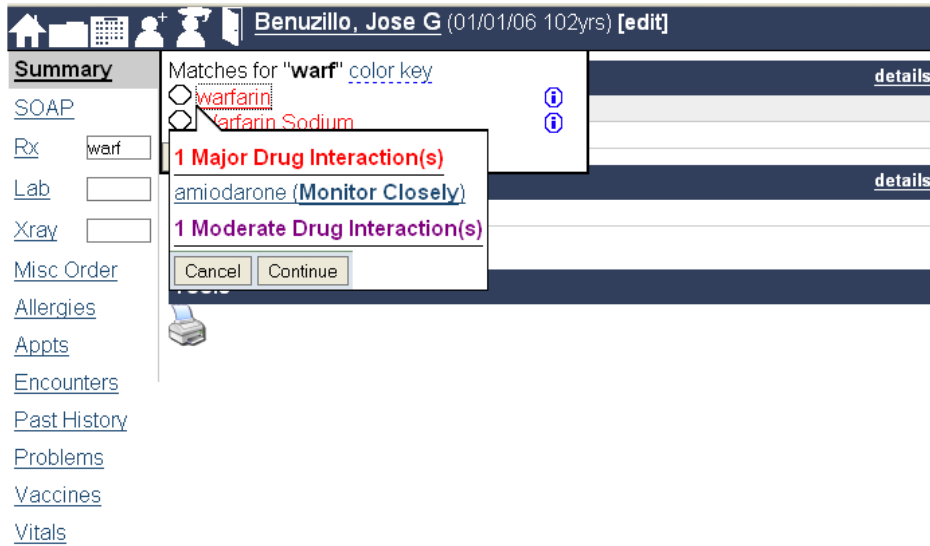 Benuzillo, Jose G (01/01/06 102yrs) [edit]
Summary
SOAP
Rx warf
Lab
Xray
Misc Order
Allergies
Appts
Encounters
Past History
Problems
Vaccines
Vitals
Matches for "warf" color key
warfarin
Warfarin Sodium
1 Major Drug Interaction(s)
amiodarone (Monitor Closely)
1 Moderate Drug Interaction(s)
Cancel Continue
details
details